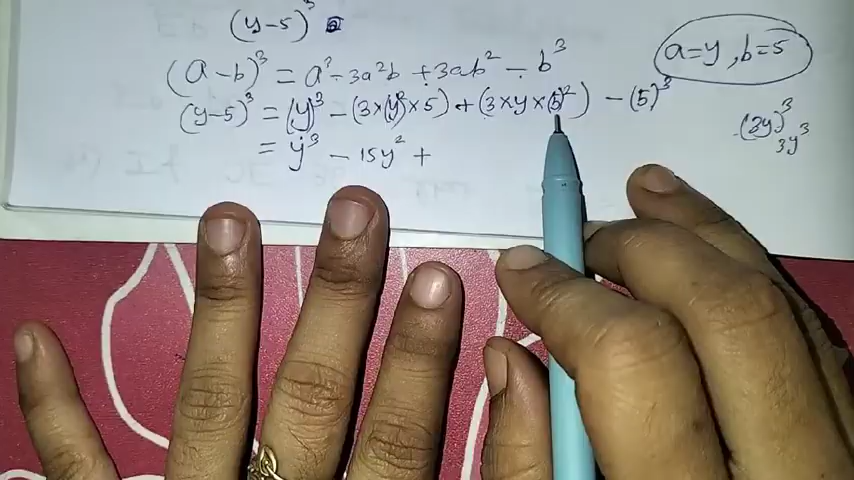 (y-5)³
(a-b)³ = a³ - 3a²b + 3ab² - b³
a=y, b=5
(y-5)³ = (y)³ - (3×(y)²×5) + (3×y×(5)²) - (5)³
(3y)³
3y³
= y³ - 15y² +